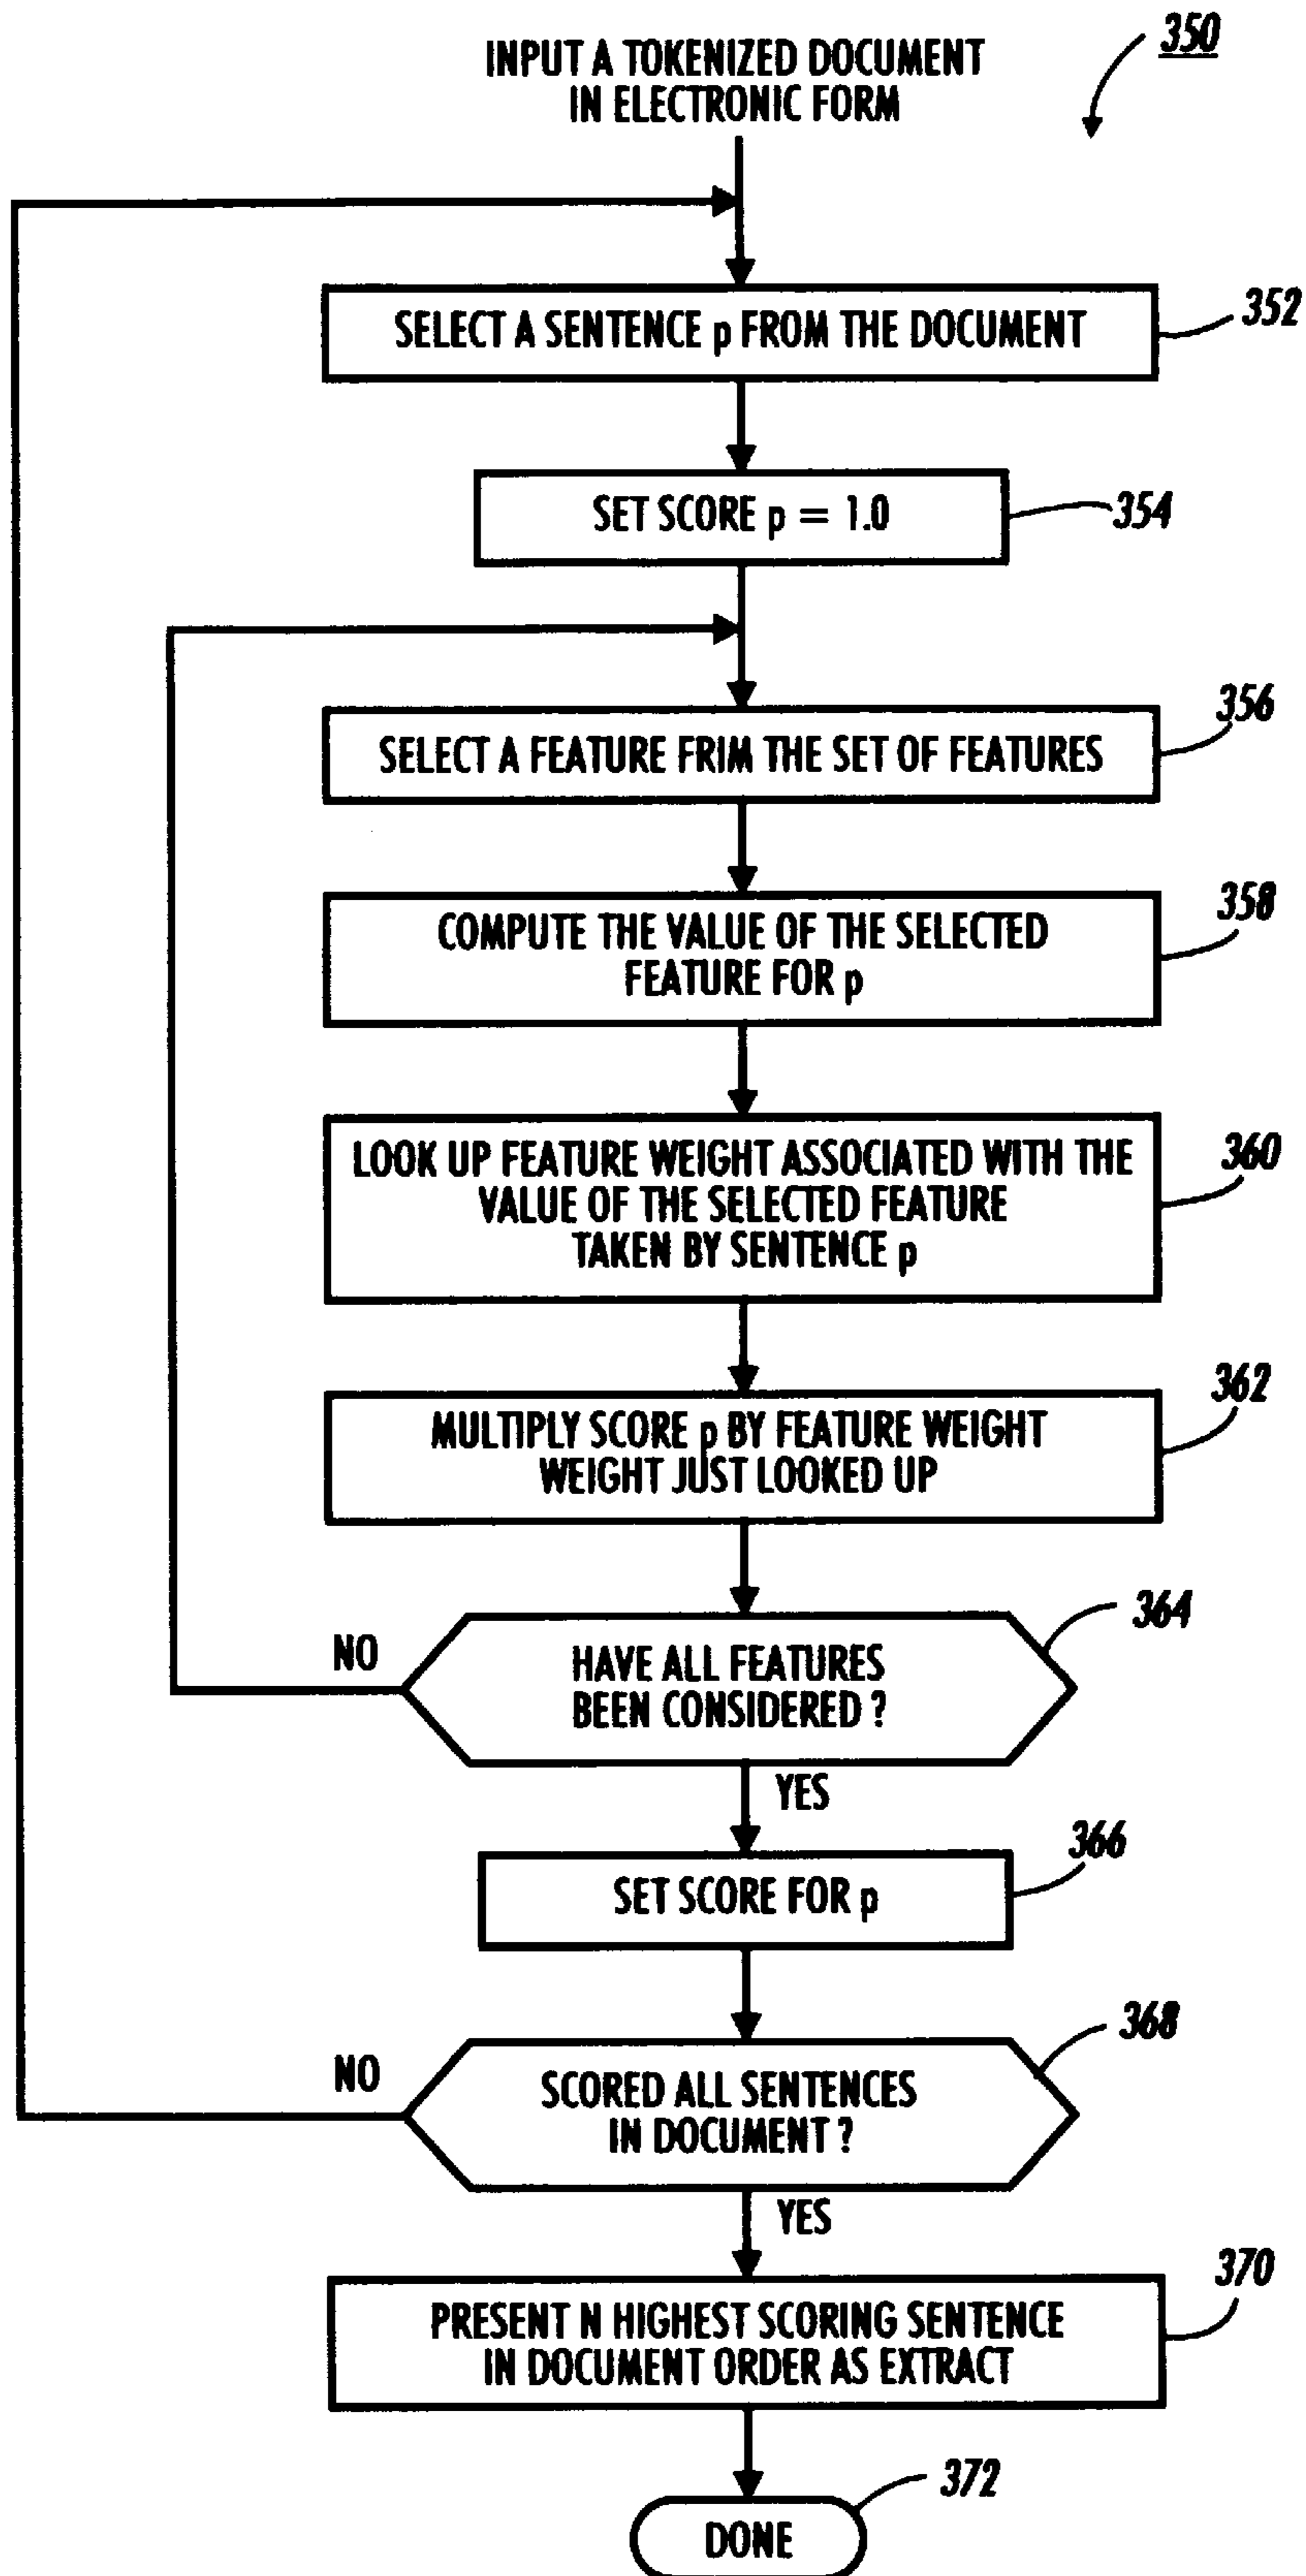 350
INPUT A TOKENIZED DOCUMENT
IN ELECTRONIC FORM
SELECT A SENTENCE p FROM THE DOCUMENT
352
SET SCORE p = 1.0
354
356
SELECT A FEATURE FRIM THE SET OF FEATURES
358
COMPUTE THE VALUE OF THE SELECTED
FEATURE FOR p
360
LOOK UP FEATURE WEIGHT ASSOCIATED WITH THE
VALUE OF THE SELECTED FEATURE
TAKEN BY SENTENCE p
362
MULTIPLY SCORE p BY FEATURE WEIGHT
WEIGHT JUST LOOKED UP
364
NO
HAVE ALL FEATURES
BEEN CONSIDERED ?
YES
366
SET SCORE FOR p
368
NO
SCORED ALL SENTENCES
IN DOCUMENT ?
YES
370
PRESENT N HIGHEST SCORING SENTENCE
IN DOCUMENT ORDER AS EXTRACT
372
DONE